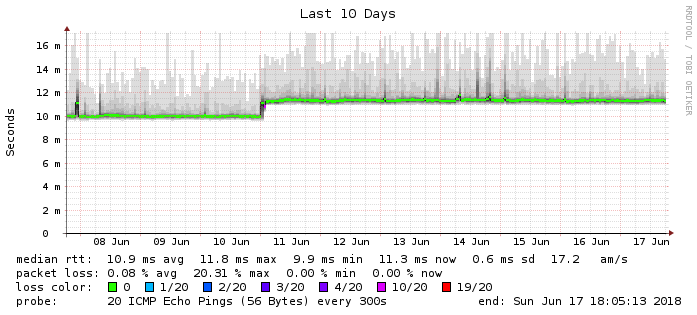 Last 10 Days
RRDTOOL / TOBI OETIKER
Seconds
16 m
14 m
12 m
10 m
8 m
6 m
4 m
2 m
0
08 Jun 09 Jun 10 Jun 11 Jun 12 Jun 13 Jun 14 Jun 15 Jun 16 Jun 17 Jun
median rtt: 10.9 ms avg 11.8 ms max 9.9 ms min 11.3 ms now 0.6 ms sd 17.2 am/s
packet loss: 0.08 % avg 20.31 % max 0.00 % min 0.00 % now
loss color: 0 1/20 2/20 3/20 4/20 10/20 19/20
probe: 20 ICMP Echo Pings (56 Bytes) every 300s end: Sun Jun 17 18:05:13 2018